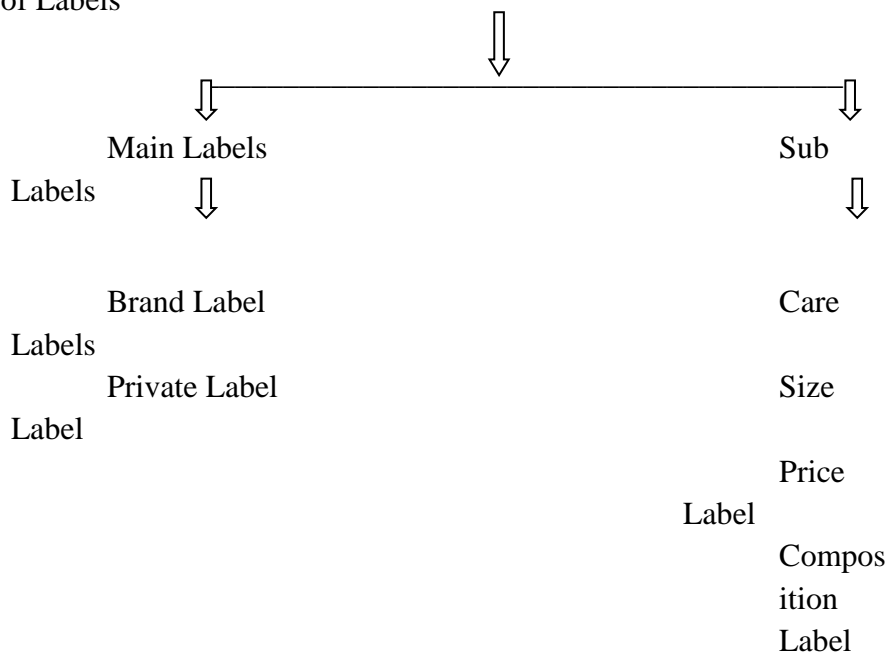 of Labels
Main Labels Sub
Labels
Brand Label Care
Labels
Private Label Size
Label
Price
Label
Compos
ition
Label